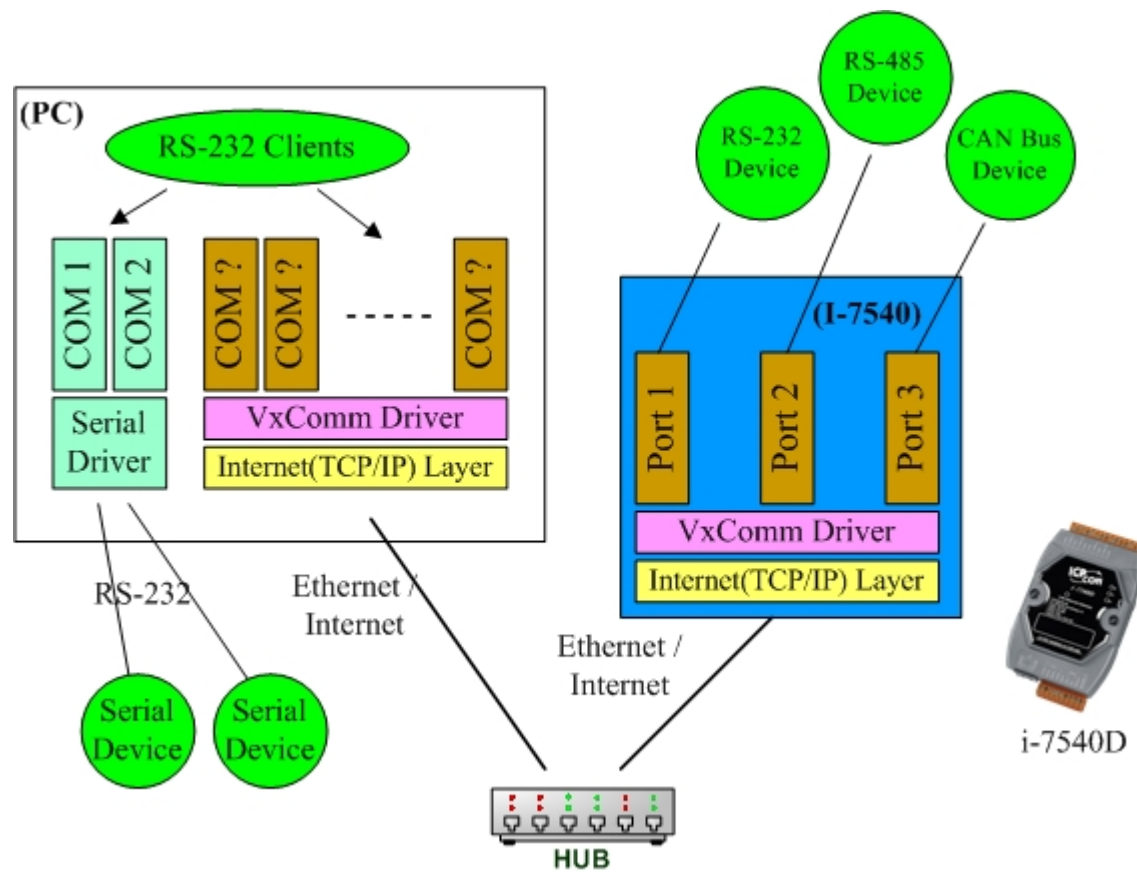 (PC)
RS-232 Clients
COM 1
COM 2
COM ?
COM ?
COM ?
Serial
Driver
VxComm Driver
Internet(TCP/IP) Layer
RS-232
Serial
Device
Serial
Device
Ethernet /
Internet
RS-232
Device
RS-485
Device
CAN Bus
Device
(I-7540)
Port 1
Port 2
Port 3
VxComm Driver
Internet(TCP/IP) Layer
Ethernet /
Internet
HUB
ICP
CON
i-7540D